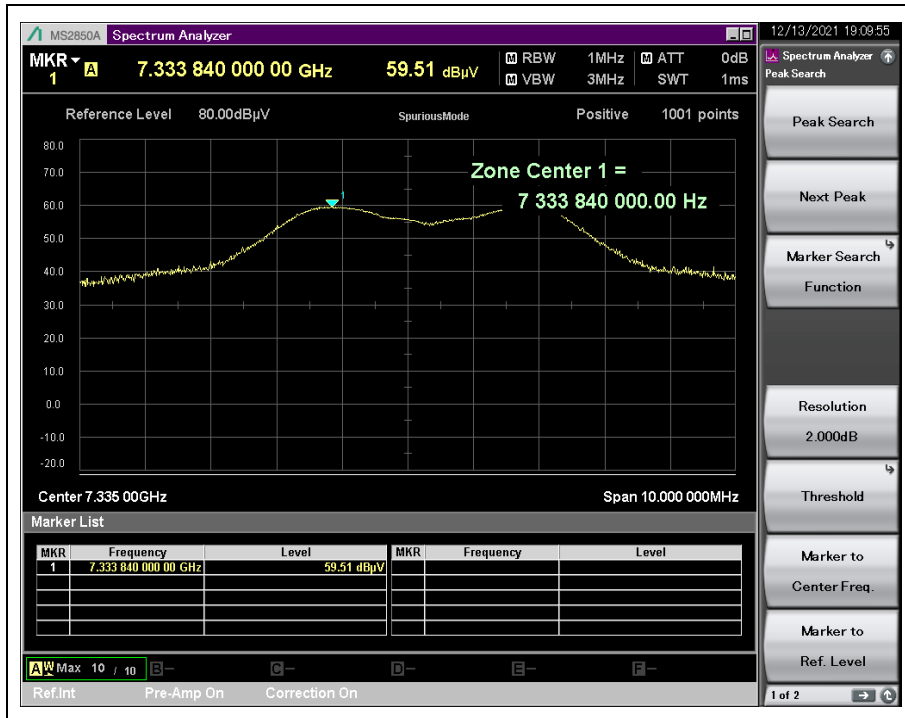 MS2850A Spectrum Analyzer
12/13/2021 19:09:55
MKR 1 A 7.333 840 000 00 GHz 59.51 dBµV
M RBW 1MHz M ATT 0dB
M VBW 3MHz SWT 1ms
Reference Level 80.00dBµV SpuriousMode Positive 1001 points
80.0
70.0
60.0
50.0
40.0
30.0
20.0
10.0
0.0
-10.0
-20.0
1
Zone Center 1 =
7 333 840 000.00 Hz
Center 7.335 00GHz Span 10.000 000MHz
Marker List
MKR Frequency Level MKR Frequency Level
1 7.333 840 000 00 GHz 59.51 dBµV
A W Max 10 / 10 B- C- D- E- F-
Ref.Int Pre-Amp On Correction On
Spectrum Analyzer
Peak Search
Peak Search
Next Peak
Marker Search
Function
Resolution
2.000dB
Threshold
Marker to
Center Freq.
Marker to
Ref. Level
1 of 2